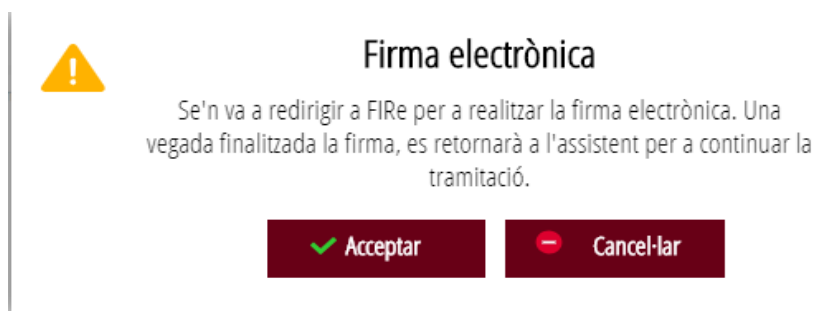 Firma electrònica
Se'n va a redirigir a FIRe per a realitzar la firma electrònica. Una
vegada finalitzada la firma, es retornarà a l'assistent per a continuar la
tramitació.
Acceptar
Cancel·lar